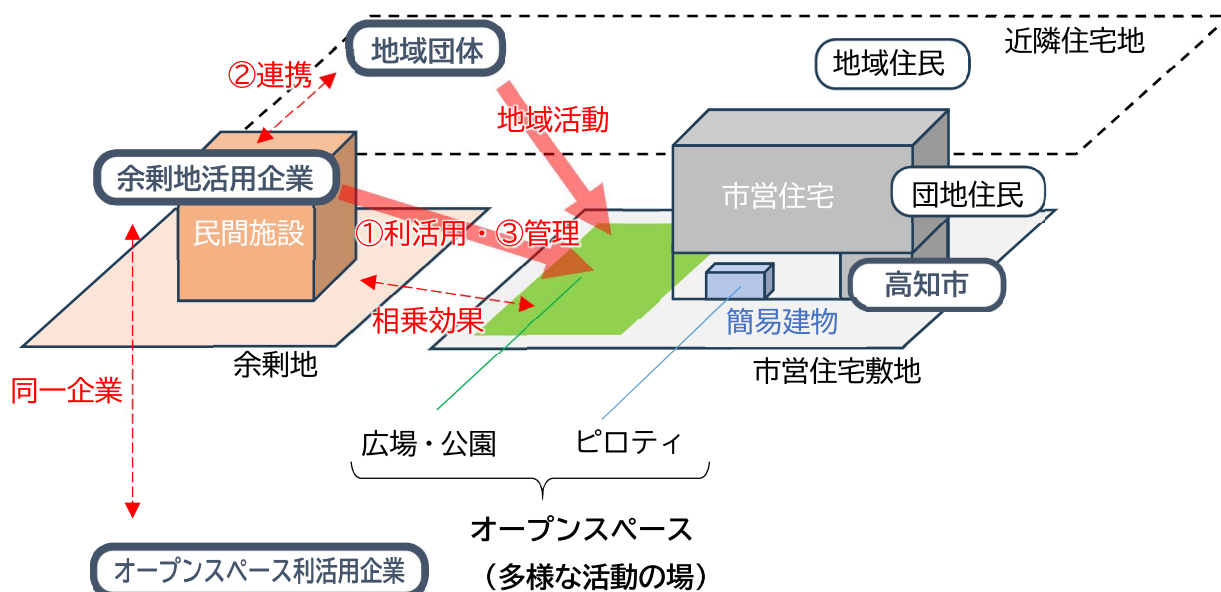 近隣住宅地
地域団体
地域住民
②連携
地域活動
余剰地活用企業
市営住宅
団地住民
民間施設
①利活用・③管理
高知市
相乗効果
簡易建物
余剰地
市営住宅敷地
同一企業
広場・公園
ピロティ
オープンスペース
（多様な活動の場）
オープンスペース利活用企業